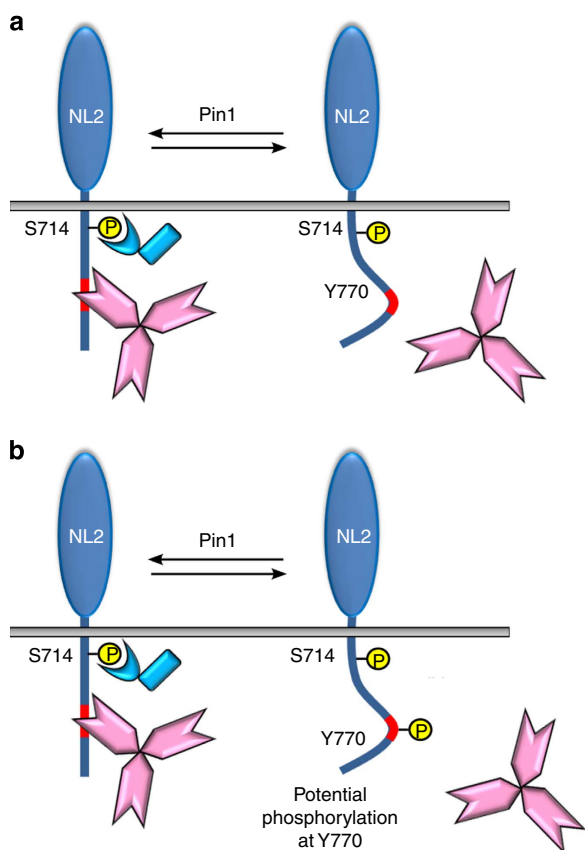 a
NL2
Pin1
NL2
S714
P
S714
P
Y770
b
NL2
Pin1
NL2
S714
P
S714
P
Y770
P
Potential
phosphorylation
at Y770